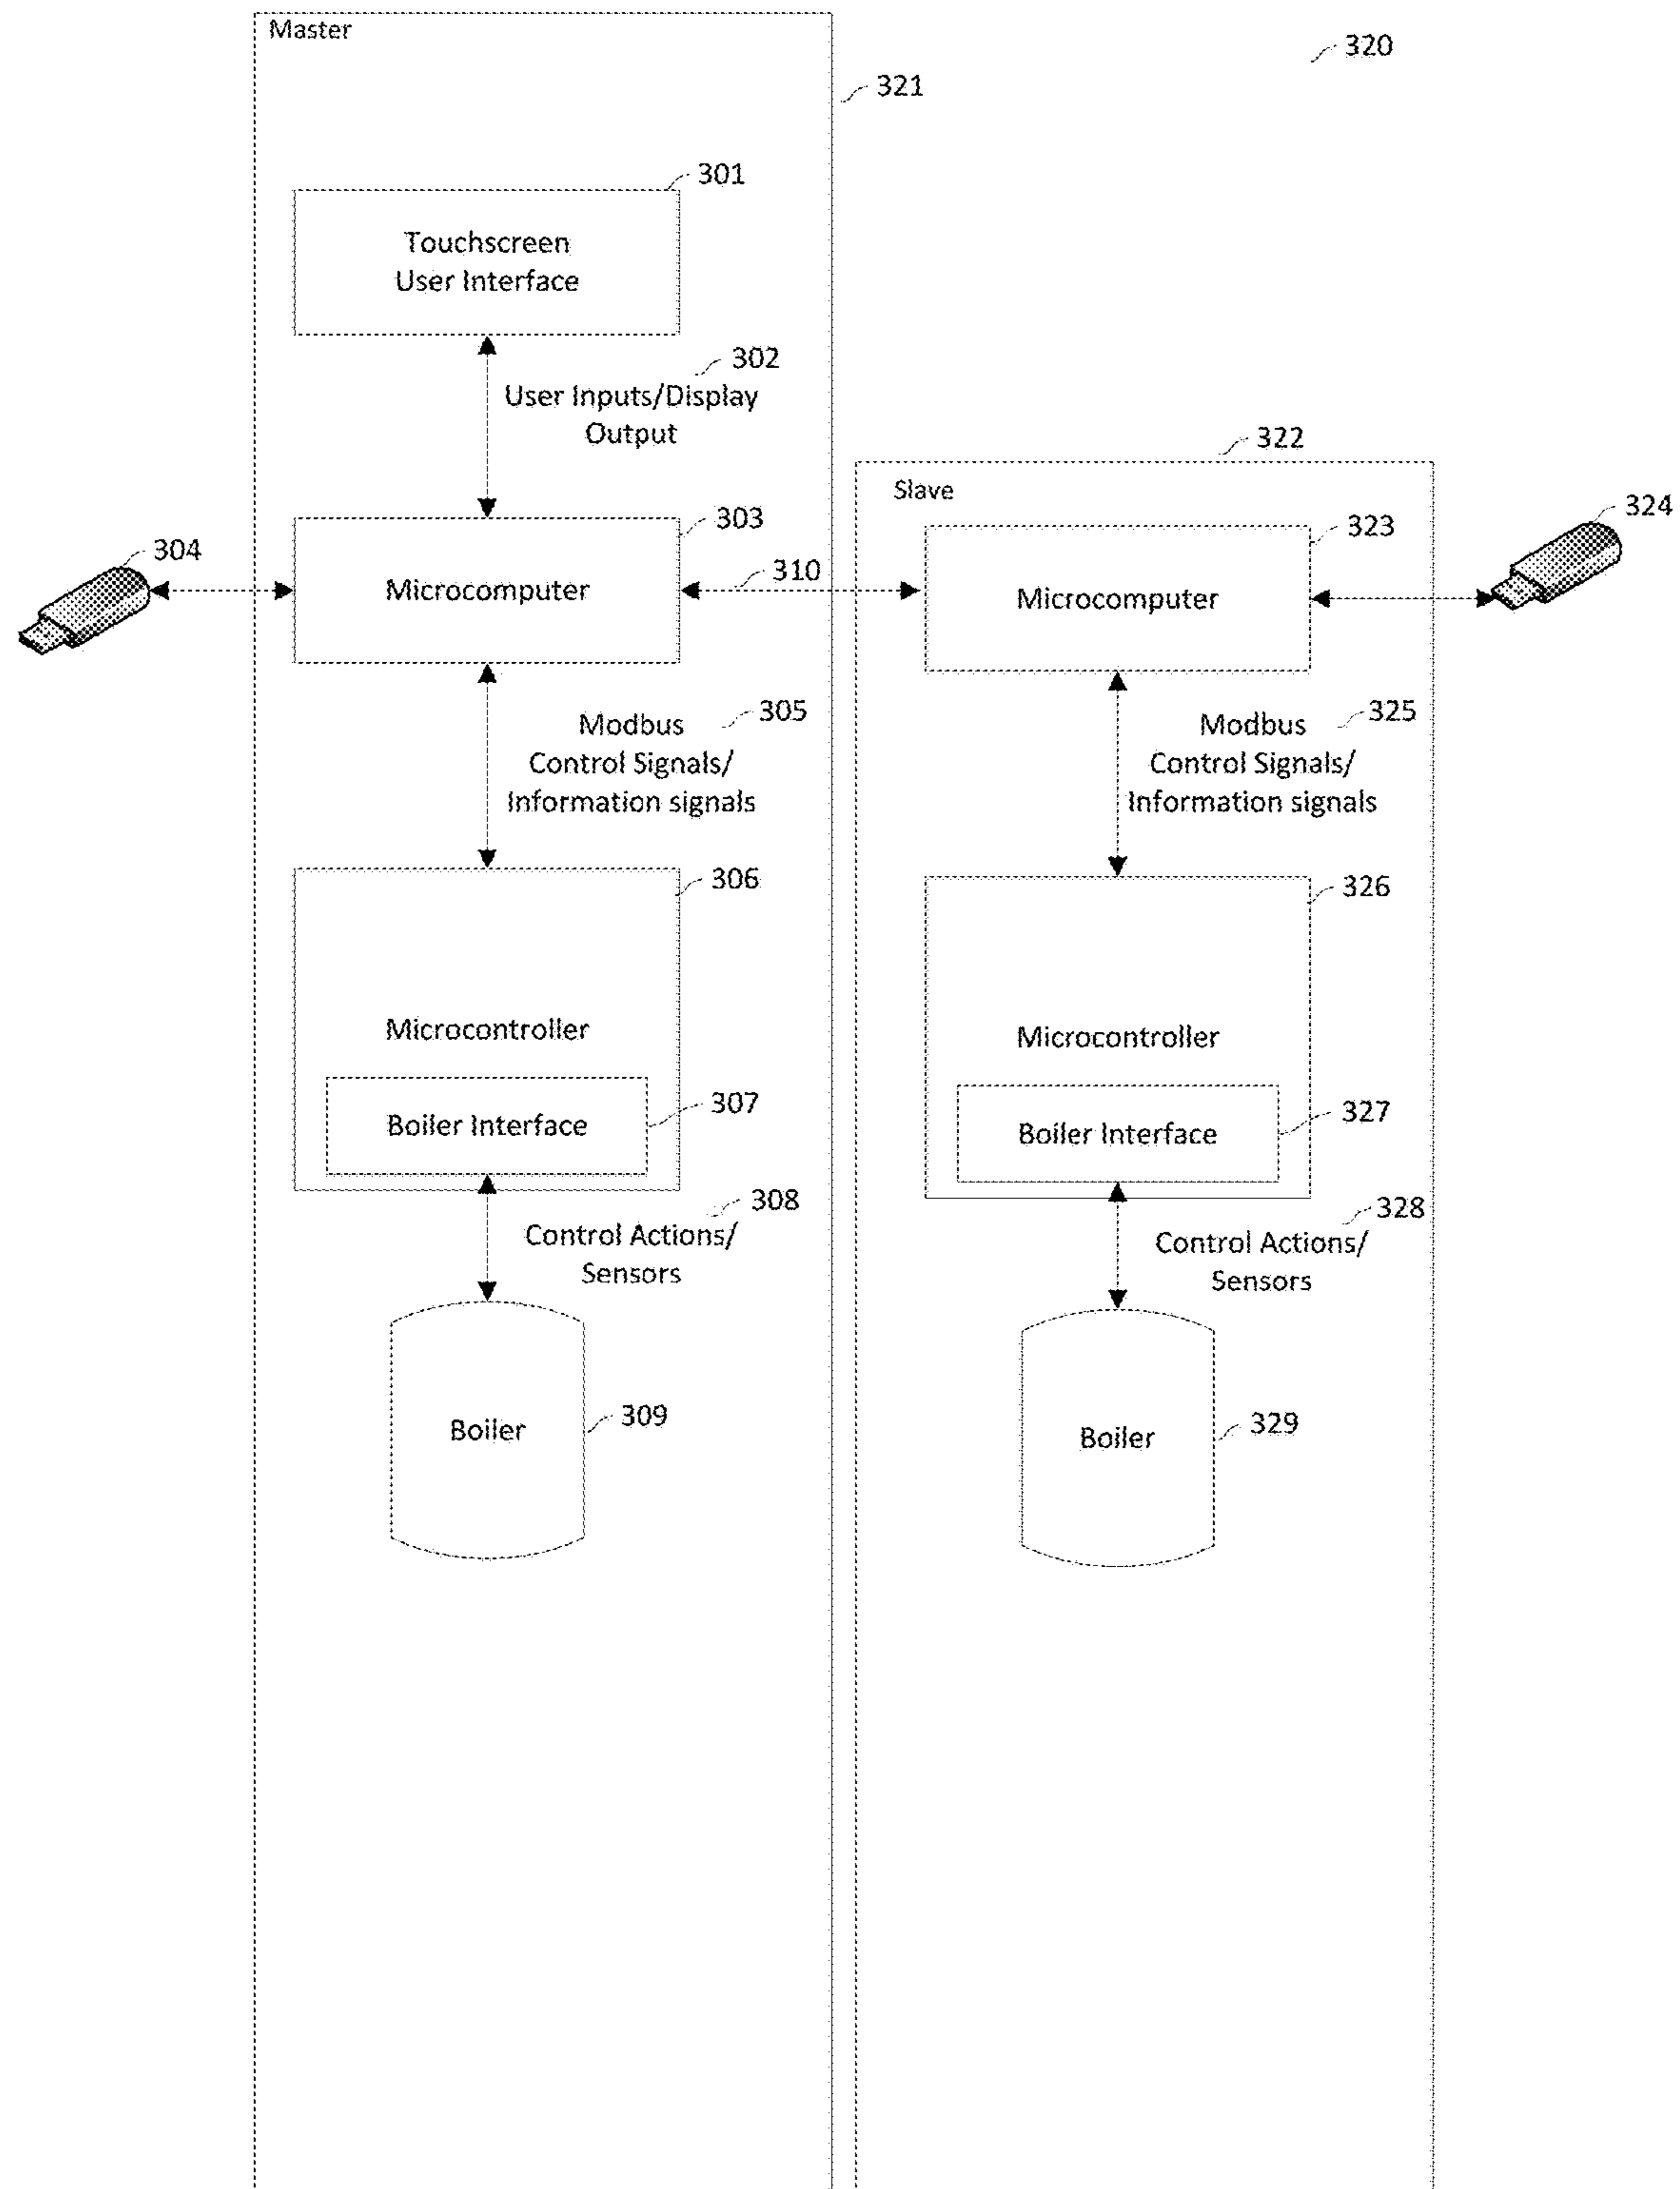 Master
320
321
301
Touchscreen
User Interface
302
User Inputs/Display
Output
322
Slave
303
323
324
304
310
Microcomputer
Microcomputer
305
Modbus
Control Signals/
Information signals
325
Modbus
Control Signals/
Information signals
306
326
Microcontroller
Microcontroller
307
Boiler Interface
327
Boiler Interface
308
Control Actions/
Sensors
328
Control Actions/
Sensors
309
Boiler
329
Boiler